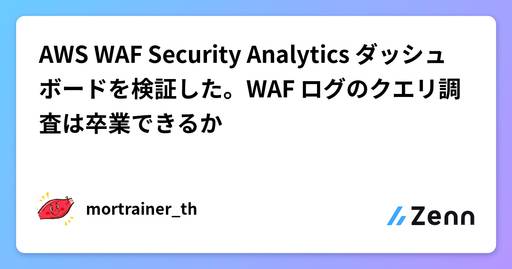 AWS WAF Security Analytics ダッシュ
ボードを検証した。WAF ログのクエリ調
査は卒業できるか
mortrainer_th
Zenn